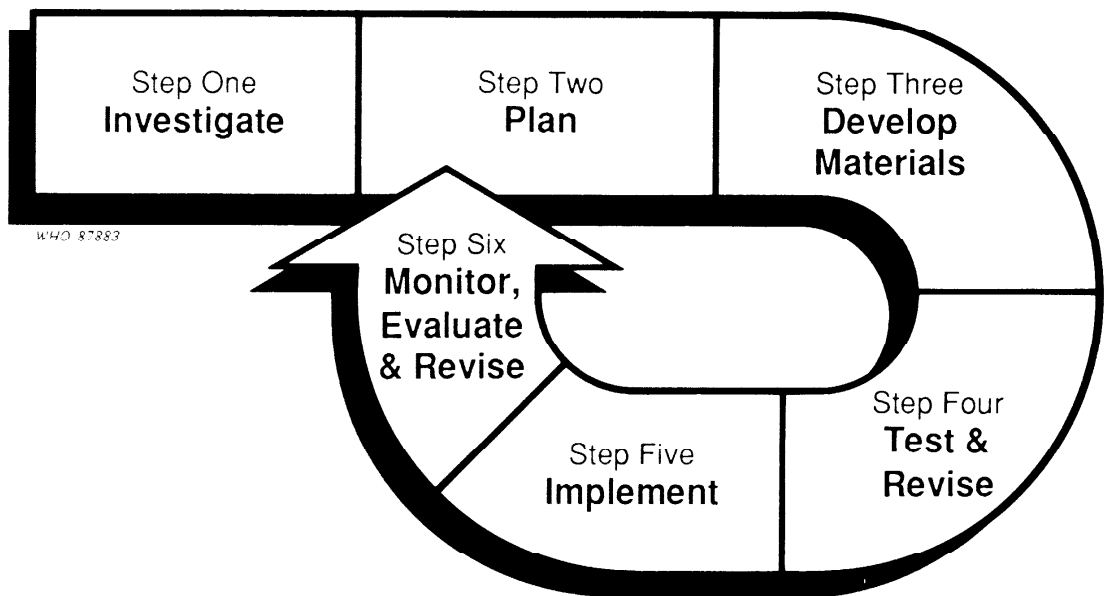 Step One
Investigate
Step Two
Plan
Step Three
Develop
Materials
WHO 87883
Step Four
Test &
Revise
Step Five
Implement
Step Six
Monitor,
Evaluate
& Revise